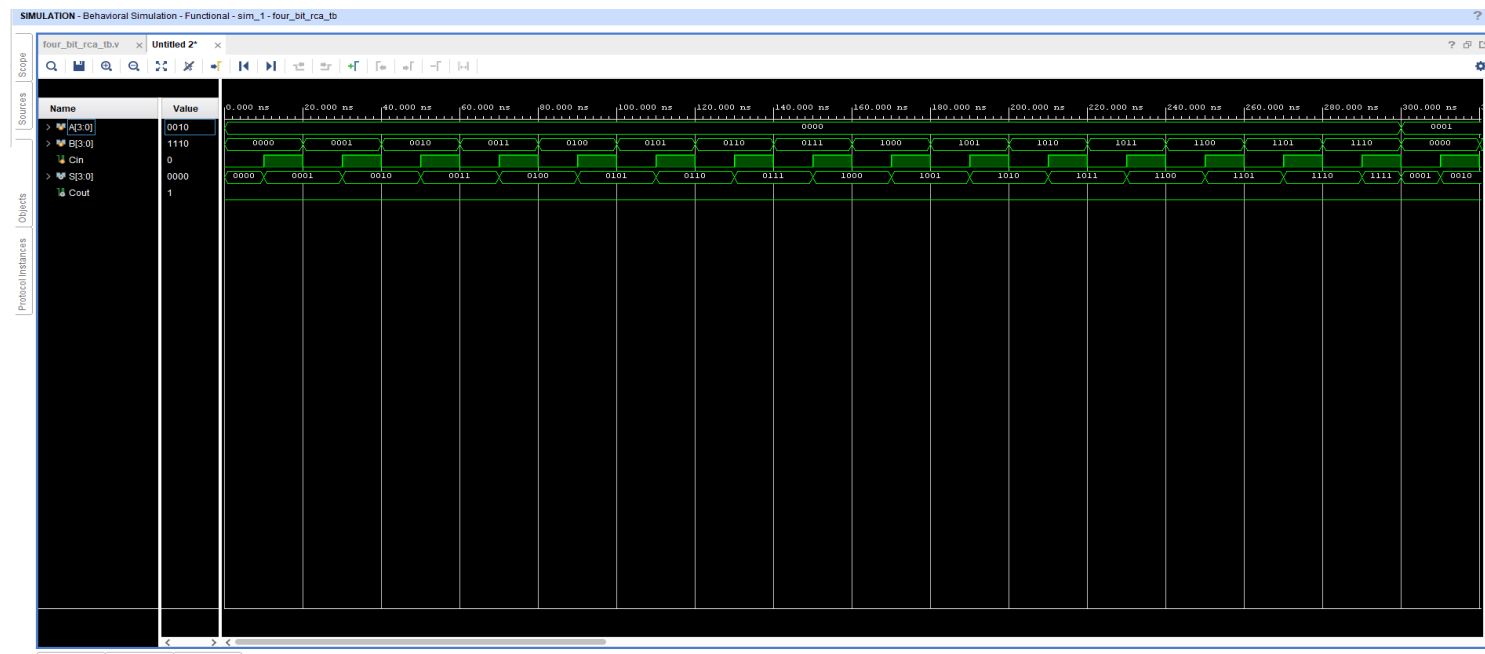 SIMULATION - Behavioral Simulation - Functional - sim_1 - four_bit_rca_tb ?
four_bit_rca_tb.v × Untitled 2* × ?
Scope
Sources
Objects
Protocol Instances
Name Value 0.000 ns 20.000 ns 40.000 ns 60.000 ns 80.000 ns 100.000 ns 120.000 ns 140.000 ns 160.000 ns 180.000 ns 200.000 ns 220.000 ns 240.000 ns 260.000 ns 280.000 ns 300.000 ns
> A[3:0] 0010 0000 0001
> B[3:0] 1110 0000 0001 0010 0011 0100 0101 0110 0111 1000 1001 1010 1011 1100 1101 1110 0000
Cin 0
> S[3:0] 0000 0000 0001 0010 0011 0100 0101 0110 0111 1000 1001 1010 1011 1100 1101 1110 1111 0001 0010
Cout 1